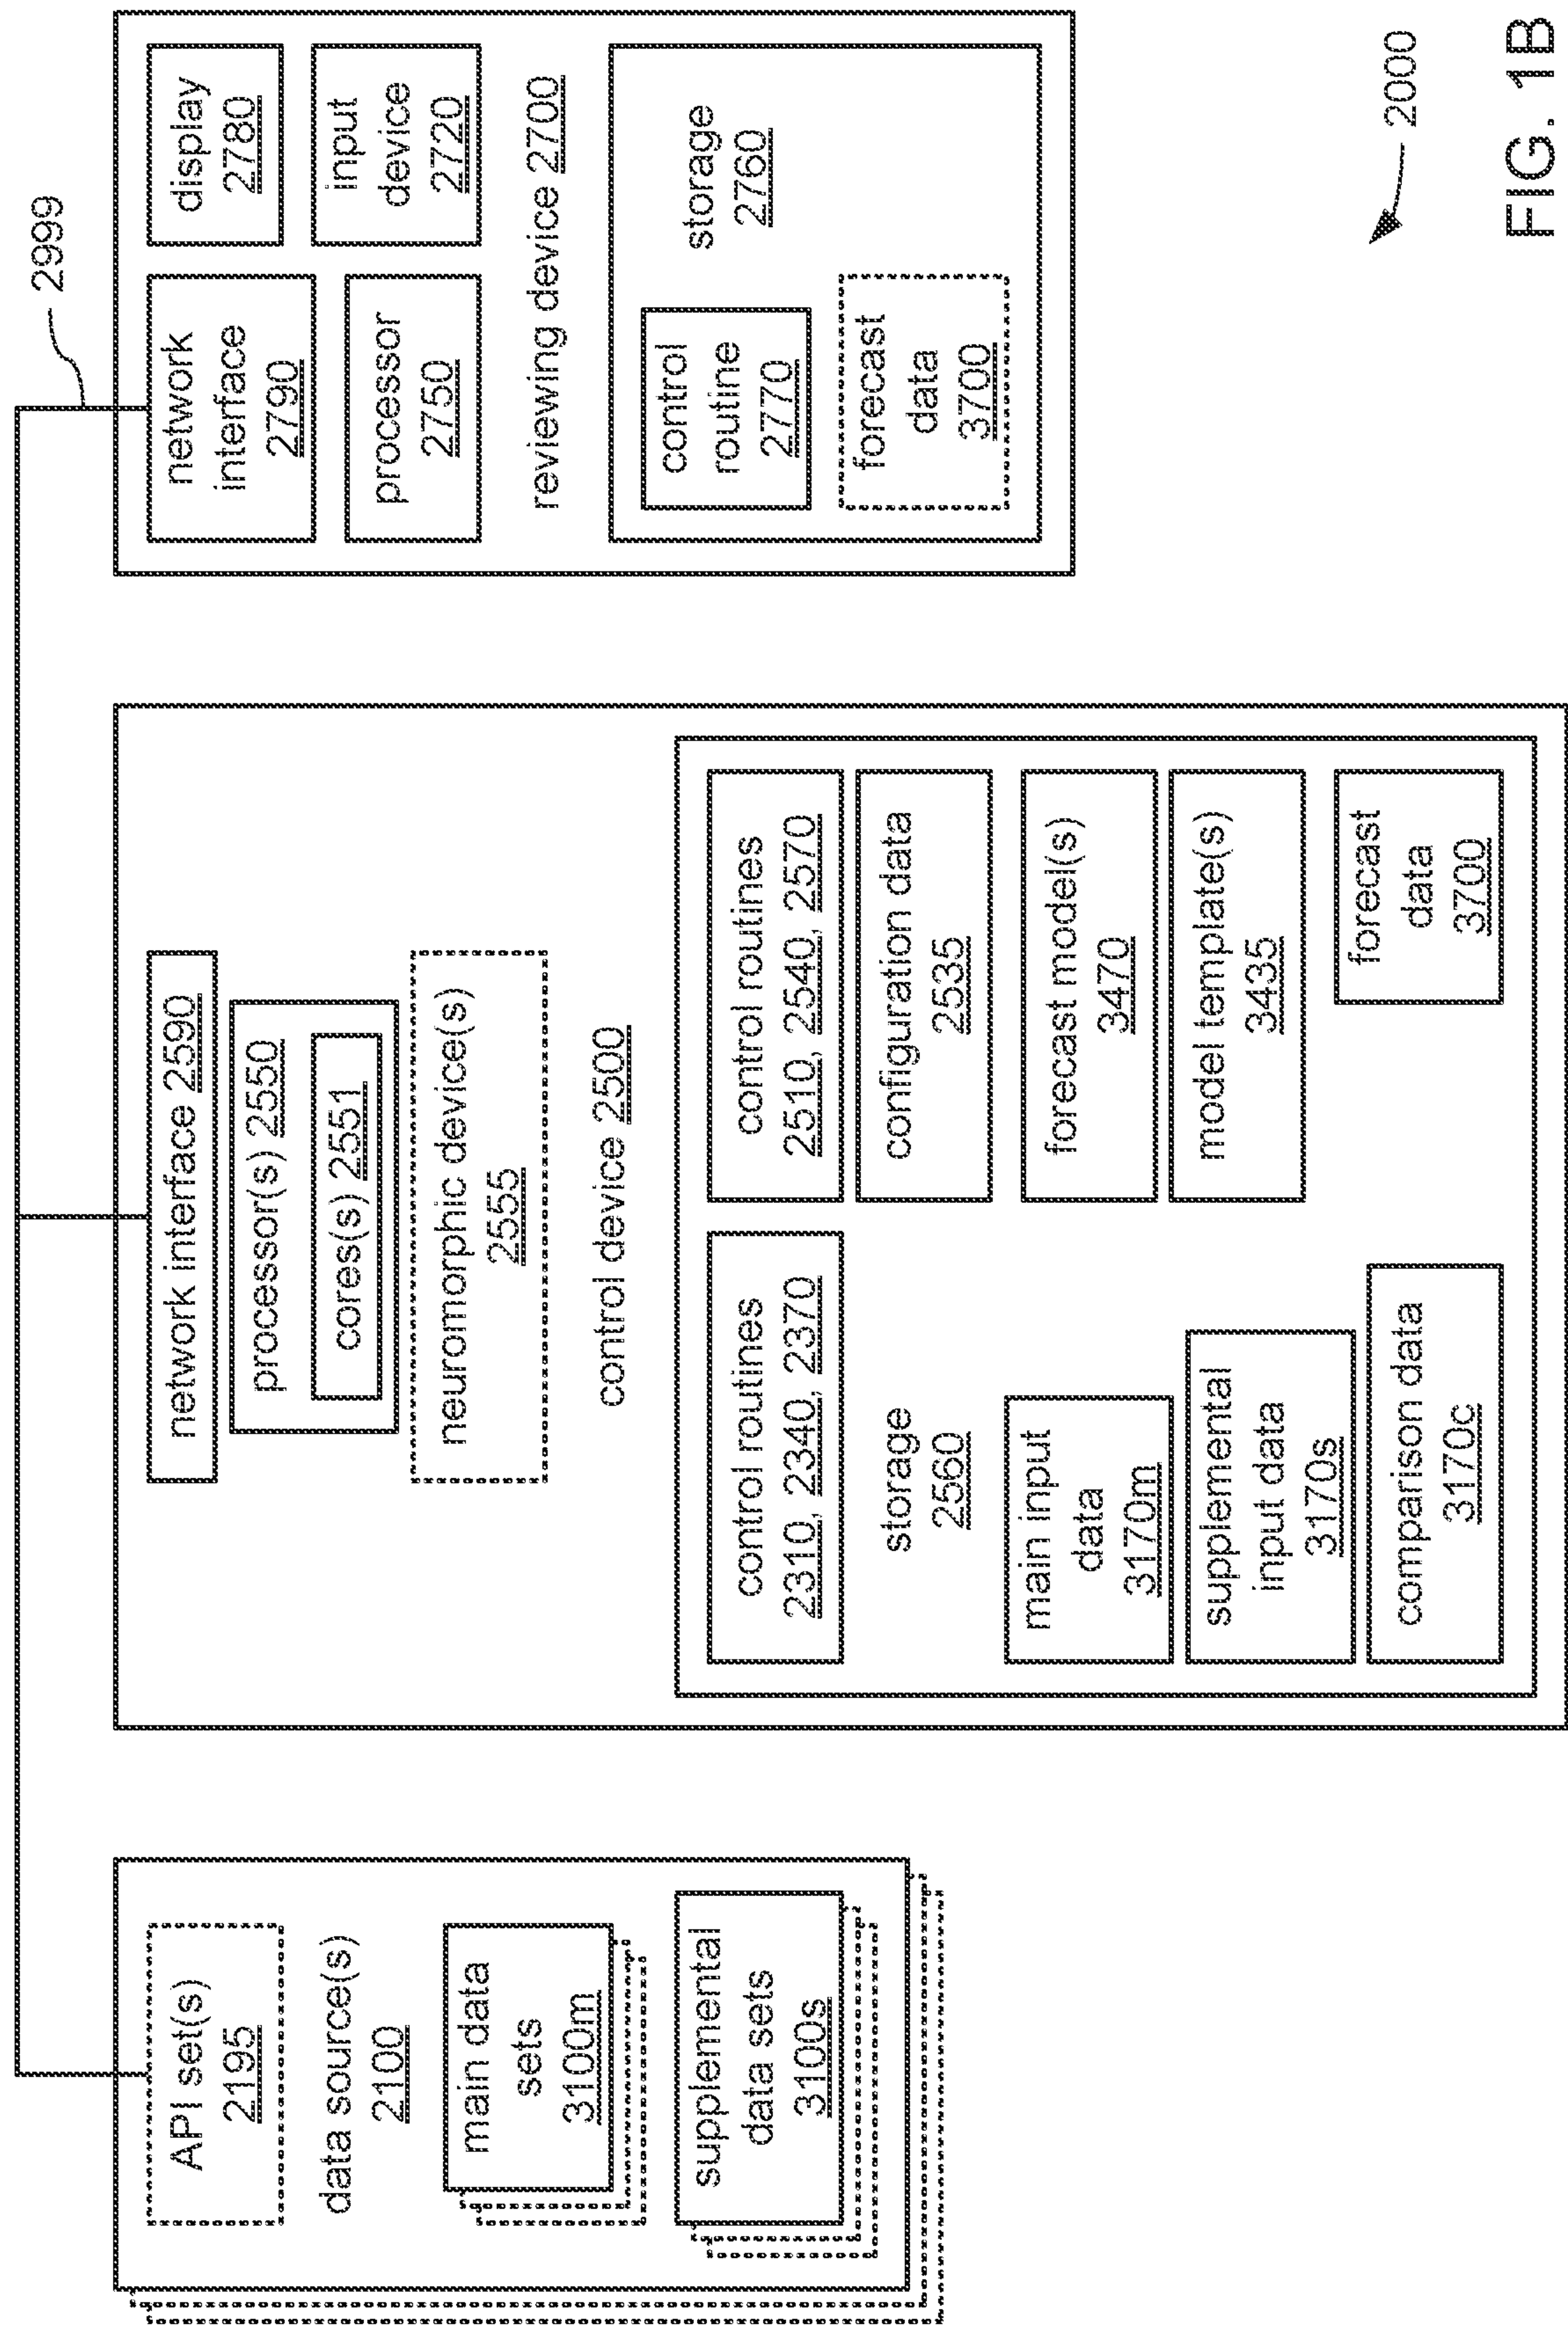 2999
API set(s)
2195
data source(s)
2100
main data
sets
3100m
supplemental
data sets
3100s
network interface 2590
processor(s) 2550
cores(s) 2551
neuromorphic device(s)
2555
control device 2500
control routines
2310, 2340, 2370
storage
2560
main input
data
3170m
supplemental
input data
3170s
comparison data
3170c
control routines
2510, 2540, 2570
configuration data
2535
forecast model(s)
3470
model template(s)
3435
forecast
data
3700
network
interface
2790
display
2780
processor
2750
input
device
2720
reviewing device 2700
control
routine
2770
storage
2760
forecast
data
3700
2000
FIG. 1B